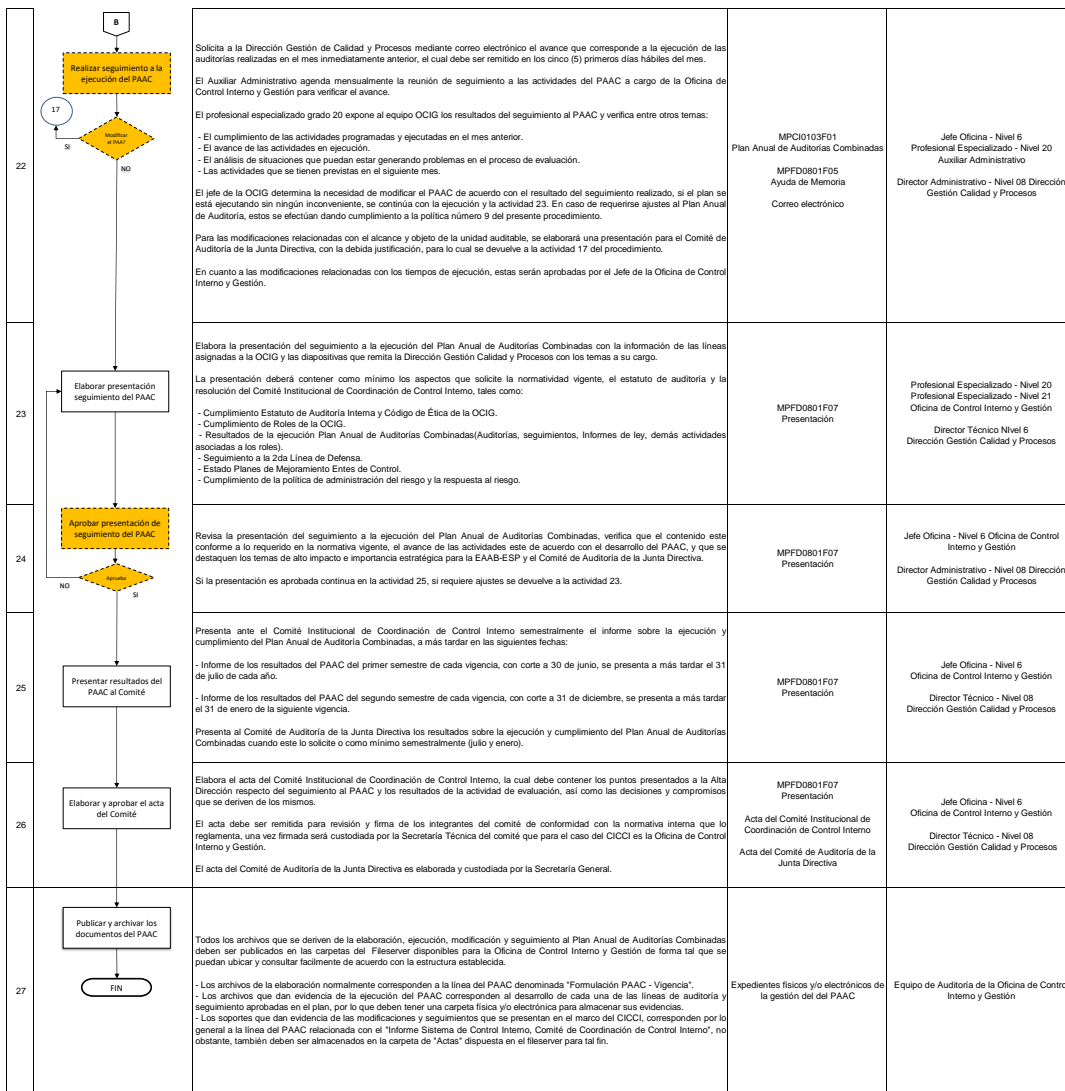 B
22
Realizar seguimiento a la
ejecución del PAAC
17
Modificar
el PAA?
SI
NO
Solicita a la Dirección Gestión de Calidad y Procesos mediante correo electrónico el avance que corresponde a la ejecución de las
auditorías realizadas en el mes inmediatamente anterior, el cual debe ser remitido en los cinco (5) primeros días hábiles del mes.
El Auxiliar Administrativo agenda mensualmente la reunión de seguimiento a las actividades del PAAC a cargo de la Oficina de
Control Interno y Gestión para verificar el avance.
El profesional especializado grado 20 expone al equipo OCIG los resultados del seguimiento al PAAC y verifica entre otros temas:
- El cumplimiento de las actividades programadas y ejecutadas en el mes anterior.
- El avance de las actividades en ejecución.
- El análisis de situaciones que puedan estar generando problemas en el proceso de evaluación.
- Las actividades que se tienen previstas en el siguiente mes.
El jefe de la OCIG determina la necesidad de modificar el PAAC de acuerdo con el resultado del seguimiento realizado, si el plan se
está ejecutando sin ningún inconveniente, se continúa con la ejecución y la actividad 23. En caso de requerirse ajustes al Plan Anual
de Auditoría, estos se efectúan dando cumplimiento a la política número 9 del presente procedimiento.
Para las modificaciones relacionadas con el alcance y objeto de la unidad auditable, se elaborará una presentación para el Comité de
Auditoría de la Junta Directiva, con la debida justificación, para lo cual se devuelve a la actividad 17 del procedimiento.
En cuanto a las modificaciones relacionadas con los tiempos de ejecución, estas serán aprobadas por el Jefe de la Oficina de Control
Interno y Gestión.
MPCI0103F01
Plan Anual de Auditorías Combinadas
MPFD0801F05
Ayuda de Memoria
Correo electrónico
Jefe Oficina - Nivel 6
Profesional Especializado - Nivel 20
Auxiliar Administrativo
Director Administrativo - Nivel 08 Dirección
Gestión Calidad y Procesos
23
Elaborar presentación
seguimiento del PAAC
Elabora la presentación del seguimiento a la ejecución del Plan Anual de Auditorías Combinadas con la información de las líneas
asignadas a la OCIG y las diapositivas que remita la Dirección Gestión Calidad y Procesos con los temas a su cargo.
La presentación deberá contener como mínimo los aspectos que solicite la normatividad vigente, el estatuto de auditoría y la
resolución del Comité Institucional de Coordinación de Control Interno, tales como:
- Cumplimiento Estatuto de Auditoría Interna y Código de Ética de la OCIG.
- Cumplimiento de Roles de la OCIG.
- Resultados de la ejecución Plan Anual de Auditorías Combinadas(Auditorías, seguimientos, Informes de ley, demás actividades
asociadas a los roles).
- Seguimiento a la 2da Línea de Defensa.
- Estado Planes de Mejoramiento Entes de Control.
- Cumplimiento de la política de administración del riesgo y la respuesta al riesgo.
MPFD0801F07
Presentación
Profesional Especializado - Nivel 20
Profesional Especializado - Nivel 21
Oficina de Control Interno y Gestión
Director Técnico NIvel 6
Dirección Gestión Calidad y Procesos
24
Aprobar presentación de
seguimiento del PAAC
Aprueba
NO
SI
Revisa la presentación del seguimiento a la ejecución del Plan Anual de Auditorías Combinadas, verifica que el contenido este
conforme a lo requerido en la normativa vigente, el avance de las actividades este de acuerdo con el desarrollo del PAAC, y que se
destaquen los temas de alto impacto e importancia estratégica para la EAAB-ESP y el Comité de Auditoría de la Junta Directiva.
Si la presentación es aprobada continua en la actividad 25, si requiere ajustes se devuelve a la actividad 23.
MPFD0801F07
Presentación
Jefe Oficina - Nivel 6 Oficina de Control
Interno y Gestión
Director Administrativo - Nivel 08 Dirección
Gestión Calidad y Procesos
25
Presentar resultados del
PAAC al Comité
Presenta ante el Comité Institucional de Coordinación de Control Interno semestralmente el informe sobre la ejecución y
cumplimiento del Plan Anual de Auditoría Combinadas, a más tardar en las siguientes fechas:
- Informe de los resultados del PAAC del primer semestre de cada vigencia, con corte a 30 de junio, se presenta a más tardar el 31
de julio de cada año.
- Informe de los resultados del PAAC del segundo semestre de cada vigencia, con corte a 31 de diciembre, se presenta a más tardar
el 31 de enero de la siguiente vigencia.
Presenta al Comité de Auditoría de la Junta Directiva los resultados sobre la ejecución y cumplimiento del Plan Anual de Auditorías
Combinadas cuando este lo solicite o como mínimo semestralmente (julio y enero).
MPFD0801F07
Presentación
Jefe Oficina - Nivel 6
Oficina de Control Interno y Gestión
Director Técnico - Nivel 08
Dirección Gestión Calidad y Procesos
26
Elaborar y aprobar el acta
del Comité
Elabora el acta del Comité Institucional de Coordinación de Control Interno, la cual debe contener los puntos presentados a la Alta
Dirección respecto del seguimiento al PAAC y los resultados de la actividad de evaluación, así como las decisiones y compromisos
que se deriven de los mismos.
El acta debe ser remitida para revisión y firma de los integrantes del comité de conformidad con la normativa interna que lo
reglamenta, una vez firmada será custodiada por la Secretaría Técnica del comité que para el caso del CICCI es la Oficina de Control
Interno y Gestión.
El acta del Comité de Auditoría de la Junta Directiva es elaborada y custodiada por la Secretaría General.
MPFD0801F07
Presentación
Acta del Comité Institucional de
Coordinación de Control Interno
Acta del Comité de Auditoría de la
Junta Directiva
Jefe Oficina - Nivel 6
Oficina de Control Interno y Gestión
Director Técnico - Nivel 08
Dirección Gestión Calidad y Procesos
27
Publicar y archivar los
documentos del PAAC
FIN
Todos los archivos que se deriven de la elaboración, ejecución, modificación y seguimiento al Plan Anual de Auditorías Combinadas
deben ser publicados en las carpetas del Fileserver disponibles para la Oficina de Control Interno y Gestión de forma tal que se
puedan ubicar y consultar facilmente de acuerdo con la estructura establecida.
- Los archivos de la elaboración normalmente corresponden a la línea del PAAC denominada "Formulación PAAC - Vigencia".
- Los archivos que dan evidencia de la ejecución del PAAC corresponden al desarrollo de cada una de las líneas de auditoría y
seguimiento aprobadas en el plan, por lo que deben tener una carpeta física y/o electrónica para almacenar sus evidencias.
- Los soportes que dan evidencia de las modificaciones y seguimientos que se presentan en el marco del CICCI, corresponden por lo
general a la línea del PAAC relacionada con el "Informe Sistema de Control Interno, Comité de Coordinación de Control Interno", no
obstante, también deben ser almacenados en la carpeta de "Actas" dispuesta en el fileserver para tal fin.
Expedientes físicos y/o electrónicos de
la gestión del del PAAC
Equipo de Auditoría de la Oficina de Control
Interno y Gestión